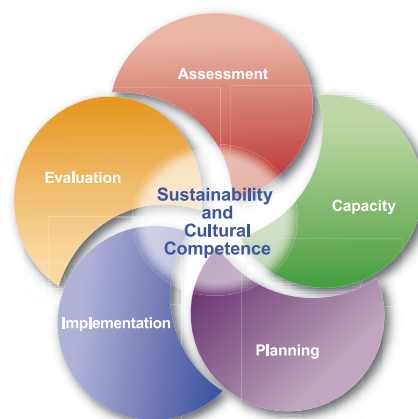 Assessment
Evaluation
Sustainability
and
Cultural
Competence
Capacity
Implementation
Planning